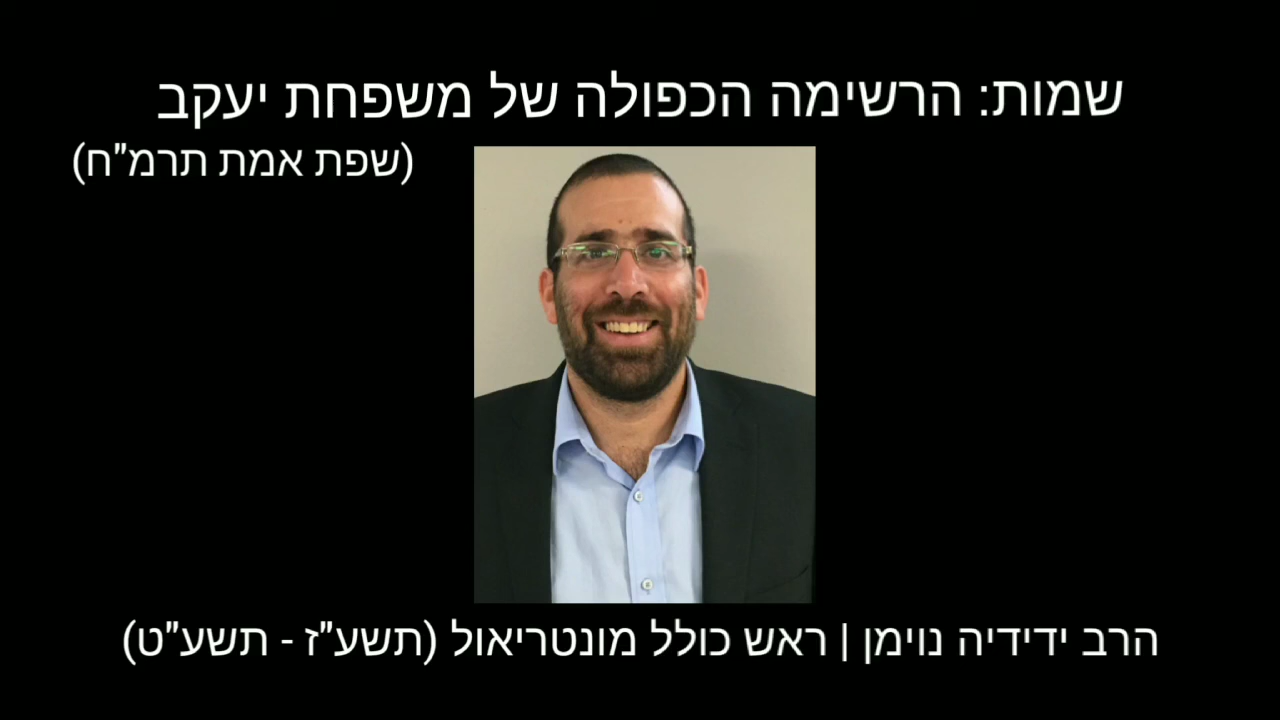 שמות: הרשימה הכפולה של משפחת יעקב
(שפת אמת תרמ"ח)
הרב ידידיה נוימן | ראש כולל מונטריאול (תשע"ז - תשע"ט)